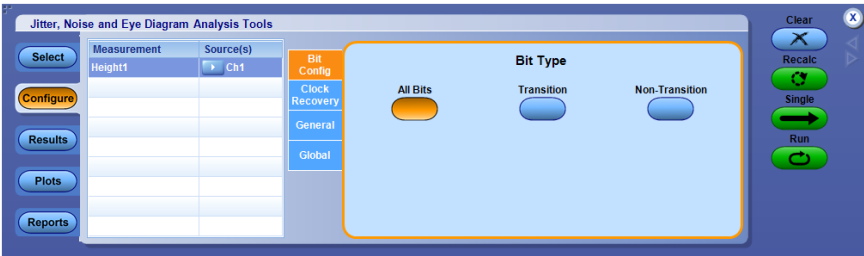 Jitter, Noise and Eye Diagram Analysis Tools
Clear
X
Select
Measurement Source(s)
Height1 Ch1
Bit Config
Bit Type
Recalc
Configure
Clock Recovery
All Bits Transition Non-Transition
Single
General
Results
Global
Run
Plots
Reports